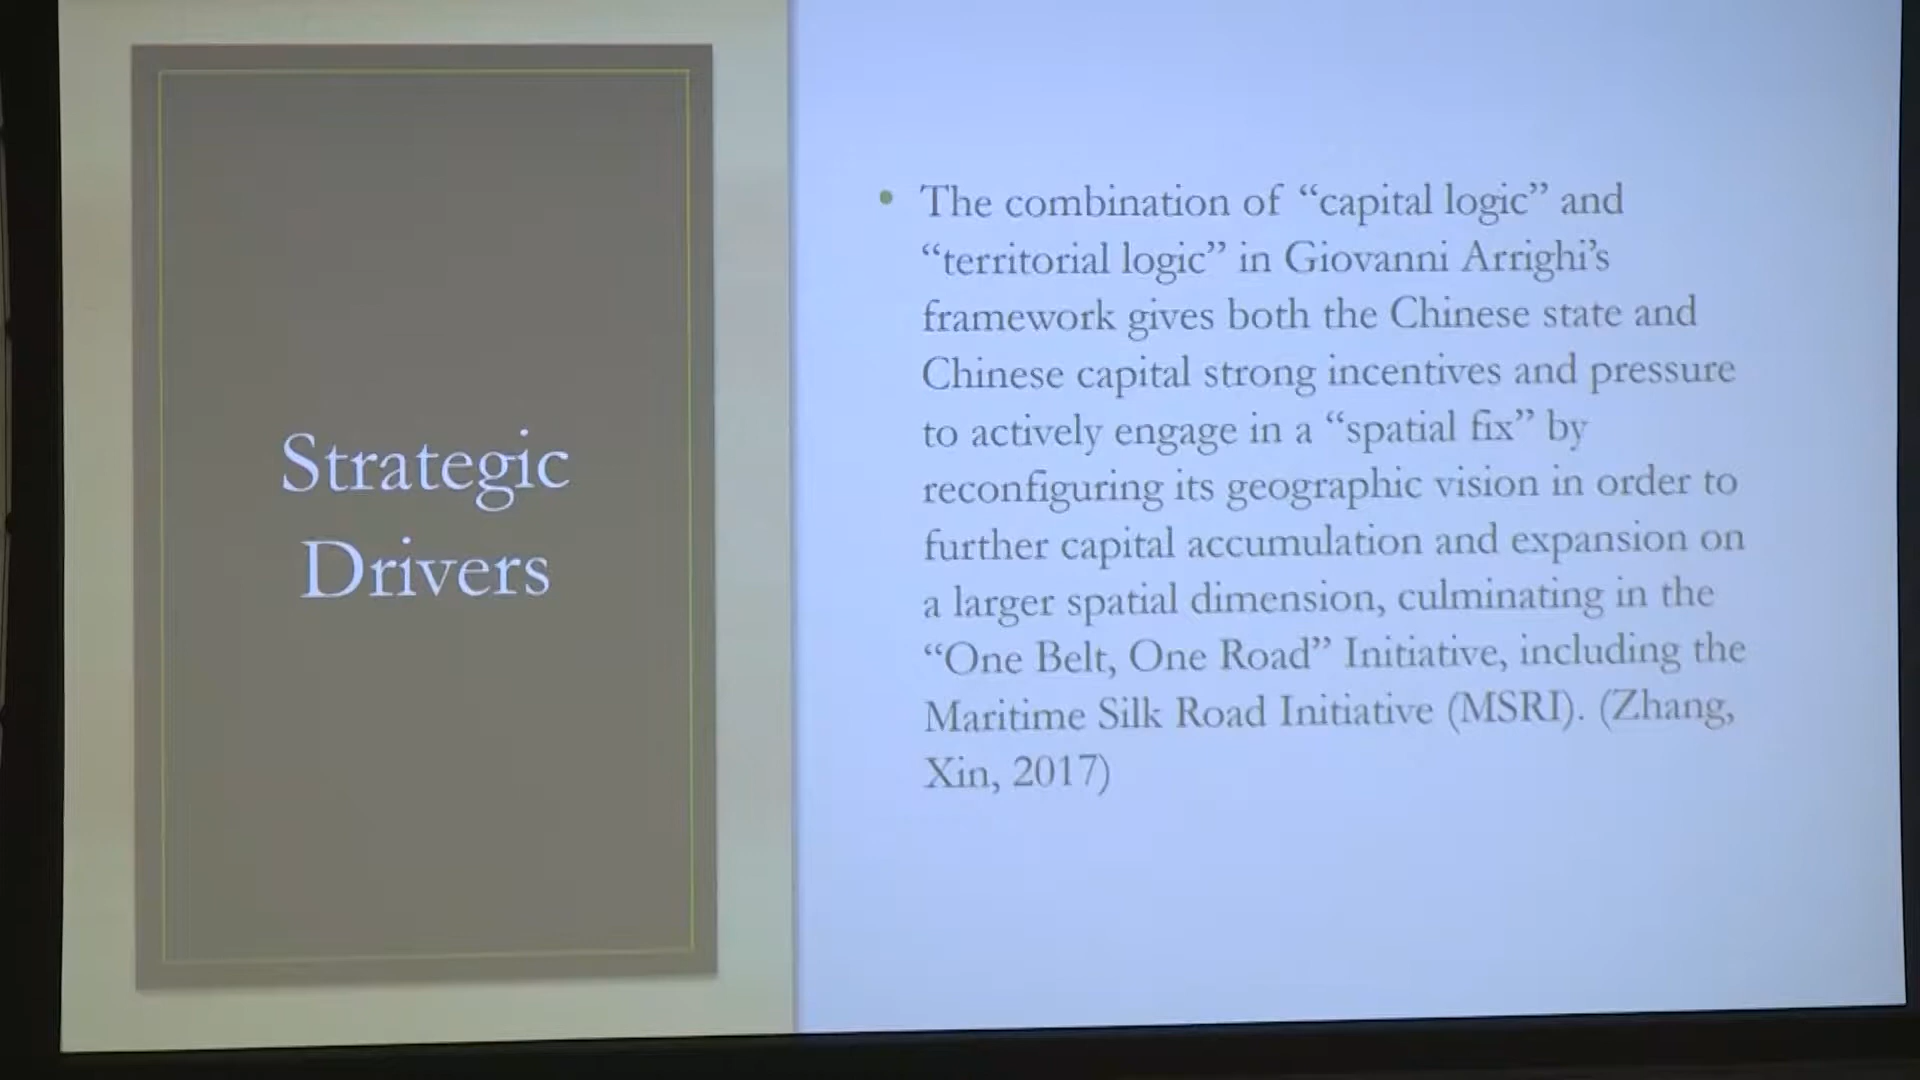 Strategic
Drivers
• The combination of “capital logic” and
“territorial logic” in Giovanni Arrighi’s
framework gives both the Chinese state and
Chinese capital strong incentives and pressure
to actively engage in a “spatial fix” by
reconfiguring its geographic vision in order to
further capital accumulation and expansion on
a larger spatial dimension, culminating in the
“One Belt, One Road” Initiative, including the
Maritime Silk Road Initiative (MSRI). (Zhang,
Xin, 2017)